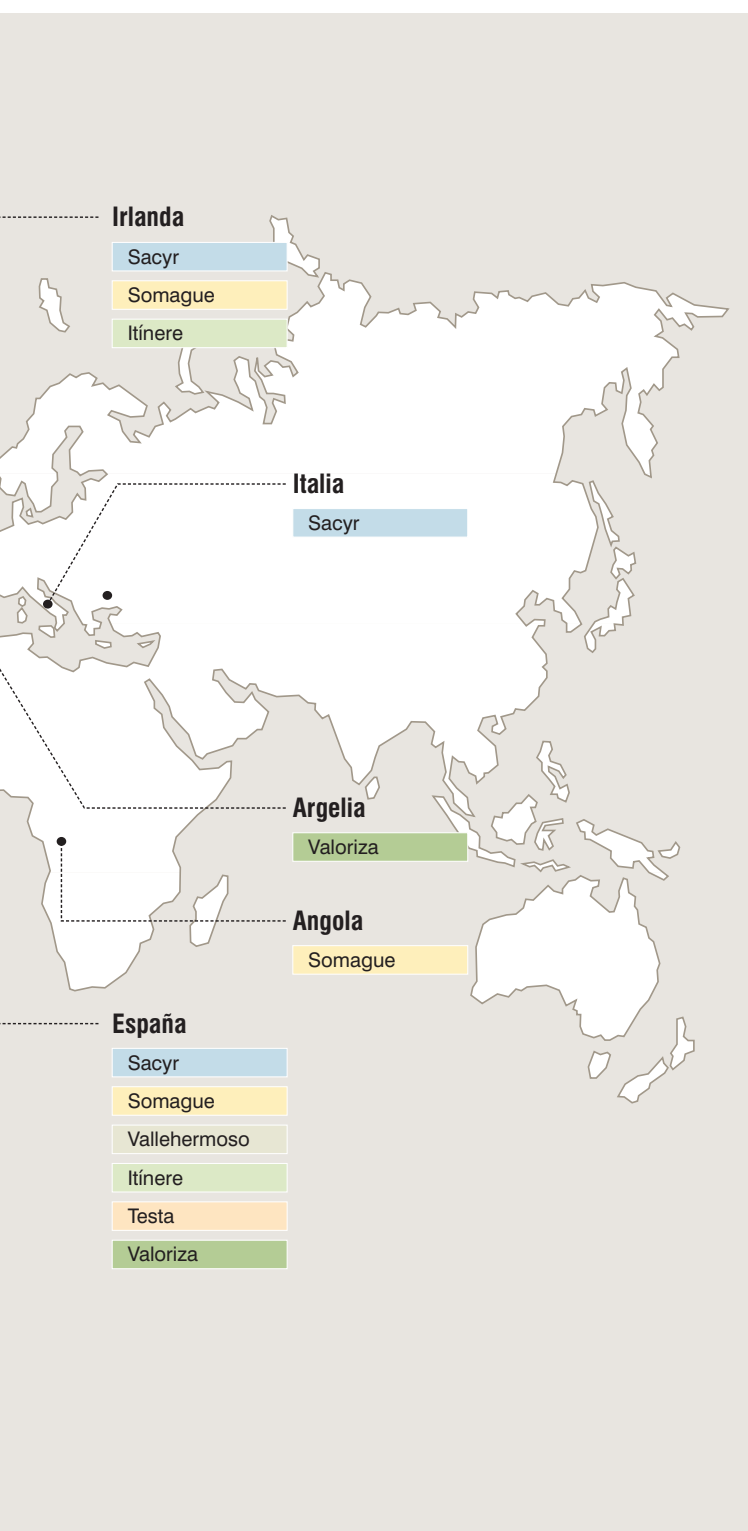 Irlanda
Sacyr
Somague
Itínere
Italia
Sacyr
Argelia
Valoriza
Angola
Somague
España
Sacyr
Somague
Vallehermoso
Itínere
Testa
Valoriza